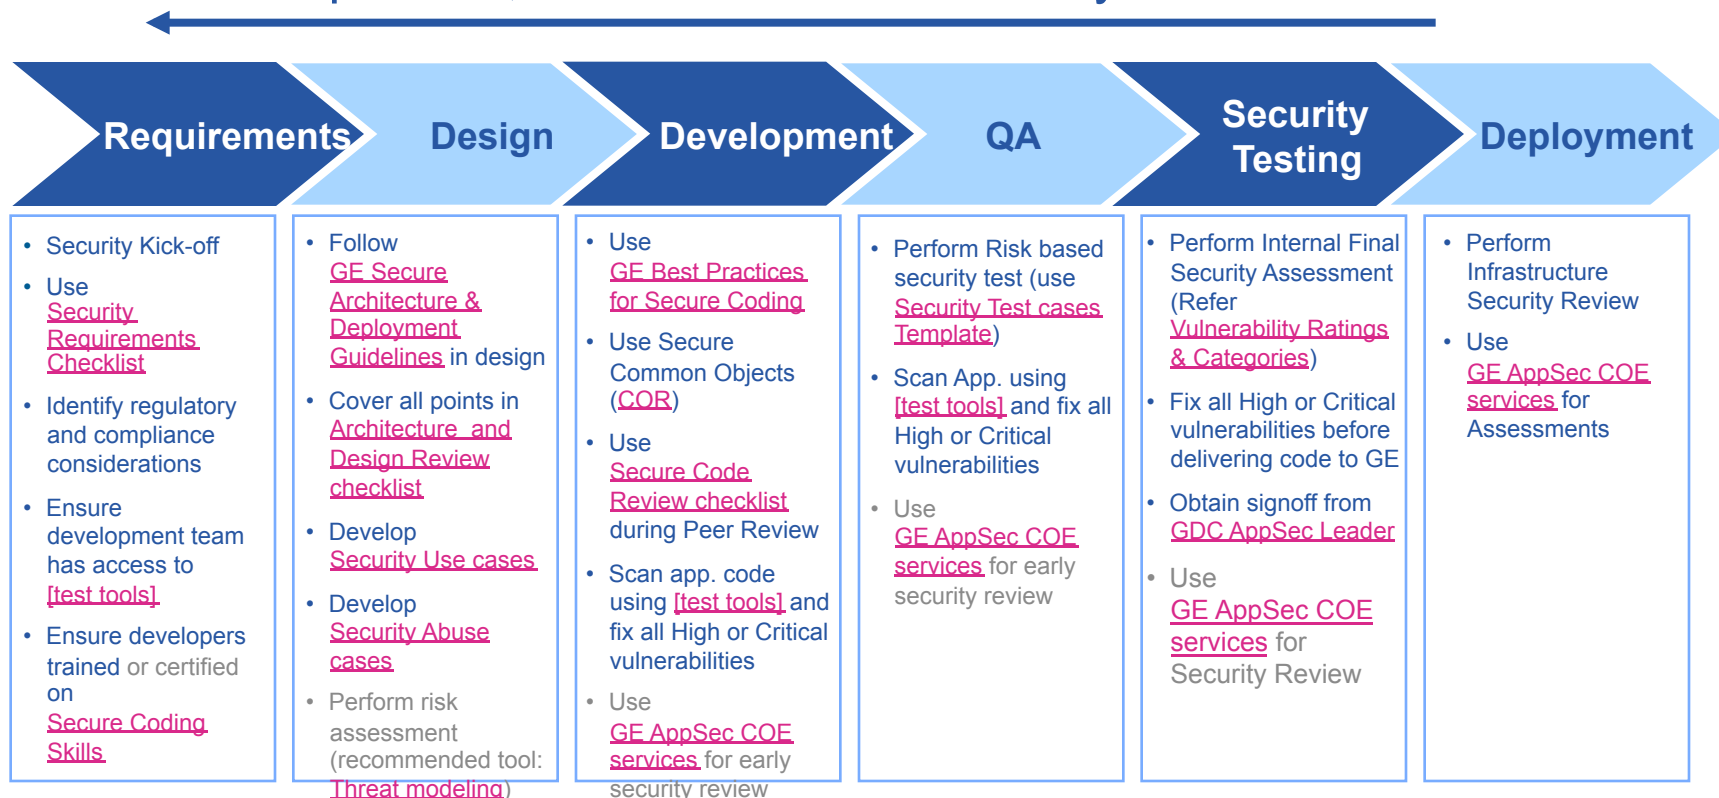 Requirements
Design
Development
QA
Security
Testing
Deployment
• Security Kick-off
• Use
Security
Requirements
Checklist
• Identify regulatory
and compliance
considerations
• Ensure
development team
has access to
[test tools]
• Ensure developers
trained or certified
on
Secure Coding
Skills
• Follow
GE Secure
Architecture &
Deployment
Guidelines in design
• Cover all points in
Architecture and
Design Review
checklist
• Develop
Security Use cases
• Develop
Security Abuse
cases
• Perform risk
assessment
(recommended tool:
Threat modeling)
• Use
GE Best Practices
for Secure Coding
• Use Secure
Common Objects
(COR)
• Use
Secure Code
Review checklist
during Peer Review
• Scan app. code
using [test tools] and
fix all High or Critical
vulnerabilities
• Use
GE AppSec COE
services for early
security review
• Perform Risk based
security test (use
Security Test cases
Template)
• Scan App. using
[test tools] and fix all
High or Critical
vulnerabilities
• Use
GE AppSec COE
services for early
security review
• Perform Internal Final
Security Assessment
(Refer
Vulnerability Ratings
& Categories)
• Fix all High or Critical
vulnerabilities before
delivering code to GE
• Obtain signoff from
GDC AppSec Leader
• Use
GE AppSec COE
services for
Security Review
• Perform
Infrastructure
Security Review
• Use
GE AppSec COE
services for
Assessments